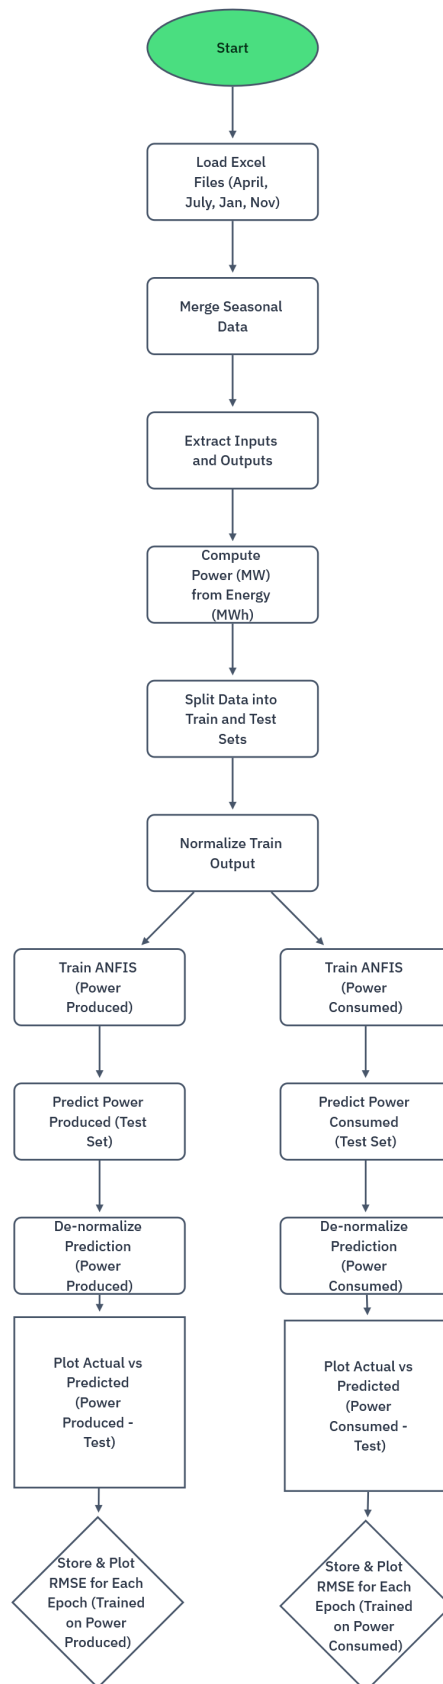 Start
Load Excel
Files (April,
July, Jan, Nov)
Merge Seasonal
Data
Extract Inputs
and Outputs
Compute
Power (MW)
from Energy
(MWh)
Split Data into
Train and Test
Sets
Normalize Train
Output
Train ANFIS
(Power
Produced)
Train ANFIS
(Power
Consumed)
Predict Power
Produced (Test
Set)
Predict Power
Consumed
(Test Set)
De-normalize
Prediction
(Power
Produced)
De-normalize
Prediction
(Power
Consumed)
Plot Actual vs
Predicted
(Power
Produced -
Test)
Plot Actual vs
Predicted
(Power
Consumed -
Test)
Store & Plot
RMSE for Each
Epoch (Trained
on Power
Produced)
Store & Plot
RMSE for Each
Epoch (Trained
on Power
Consumed)